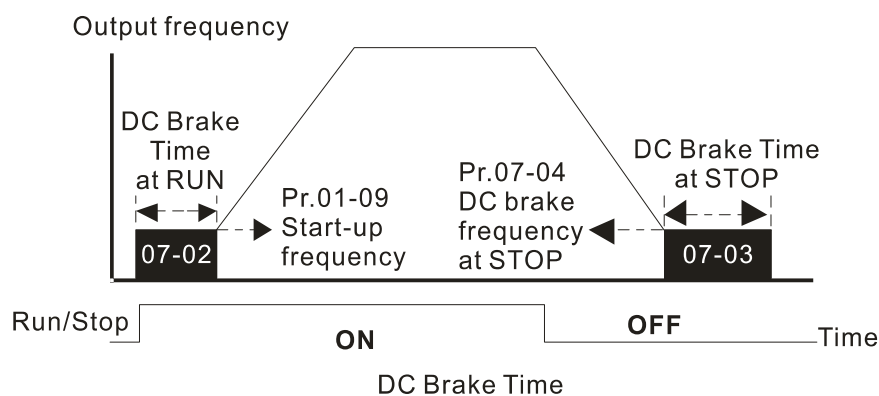 Output frequency
DC Brake
Time
at RUN
Pr.01-09
Start-up
frequency
Pr.07-04
DC brake
frequency
at STOP
DC Brake Time
at STOP
07-02
07-03
Run/Stop
ON
OFF
Time
DC Brake Time